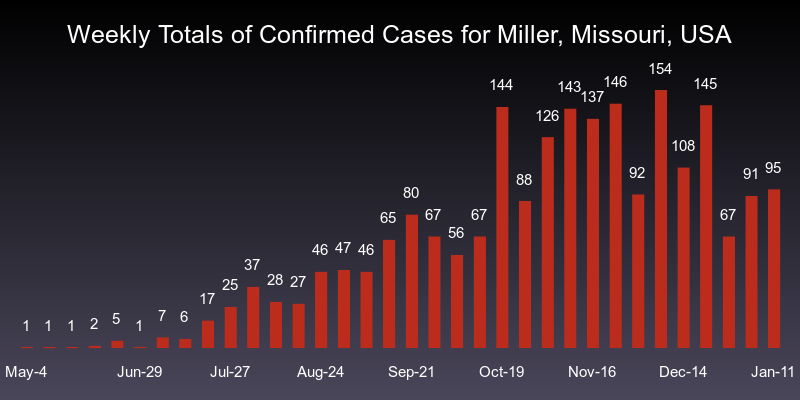 Weekly Totals of Confirmed Cases for Miller, Missouri, USA
1 1 1 2 5 1 7 6 17 25 37 28 27 46 47 46 65 80 67 56 67 144 88 126 143 137 146 92 154 108 145 67 91 95
May-4 Jun-29 Jul-27 Aug-24 Sep-21 Oct-19 Nov-16 Dec-14 Jan-11